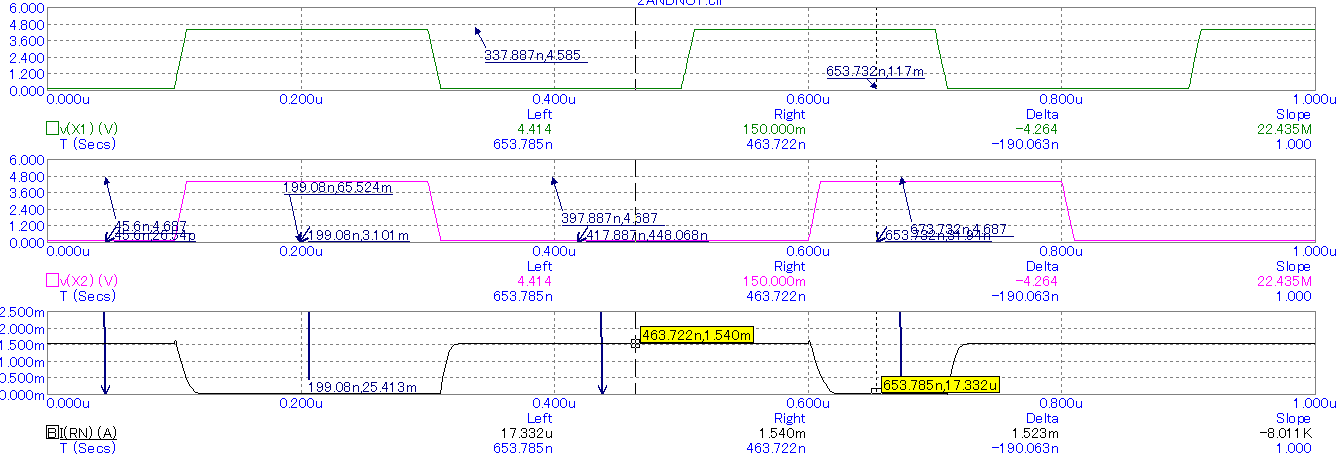 2ANDNOT.cir
6.000
4.800
3.600
2.400
1.200
0.000
337.887n,4.585
653.732n,117m
0.000u 0.200u 0.400u 0.600u 0.800u 1.000u
Left Right Delta Slope
v(X1) (V) 4.414 150.000m -4.264 22.435M
T (Secs) 653.785n 463.722n -190.063n 1.000
6.000
4.800
3.600
2.400
1.200
0.000
199.08n,65.524m
199.08n,3.101m
397.887n,4.387
417.887n,448.068n
673.732n,4.687
0.000u 0.200u 0.400u 0.600u 0.800u 1.000u
Left Right Delta Slope
v(X2) (V) 4.414 150.000m -4.264 22.435M
T (Secs) 653.785n 463.722n -190.063n 1.000
2.500m
2.000m
1.500m
1.000m
0.500m
0.000m
463.722n,1.540m
199.08n,25.413m
653.785n,17.332u
0.000u 0.200u 0.400u 0.600u 0.800u 1.000u
Left Right Delta Slope
I(RN) (A) 17.332u 1.540m 1.523m -8.011K
T (Secs) 653.785n 463.722n -190.063n 1.000